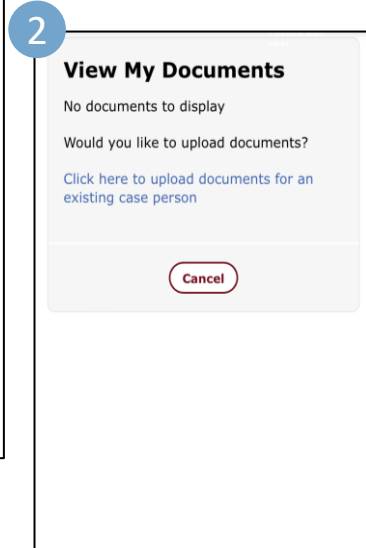 2
View My Documents
No documents to display
Would you like to upload documents?
Click here to upload documents for an
existing case person
Cancel